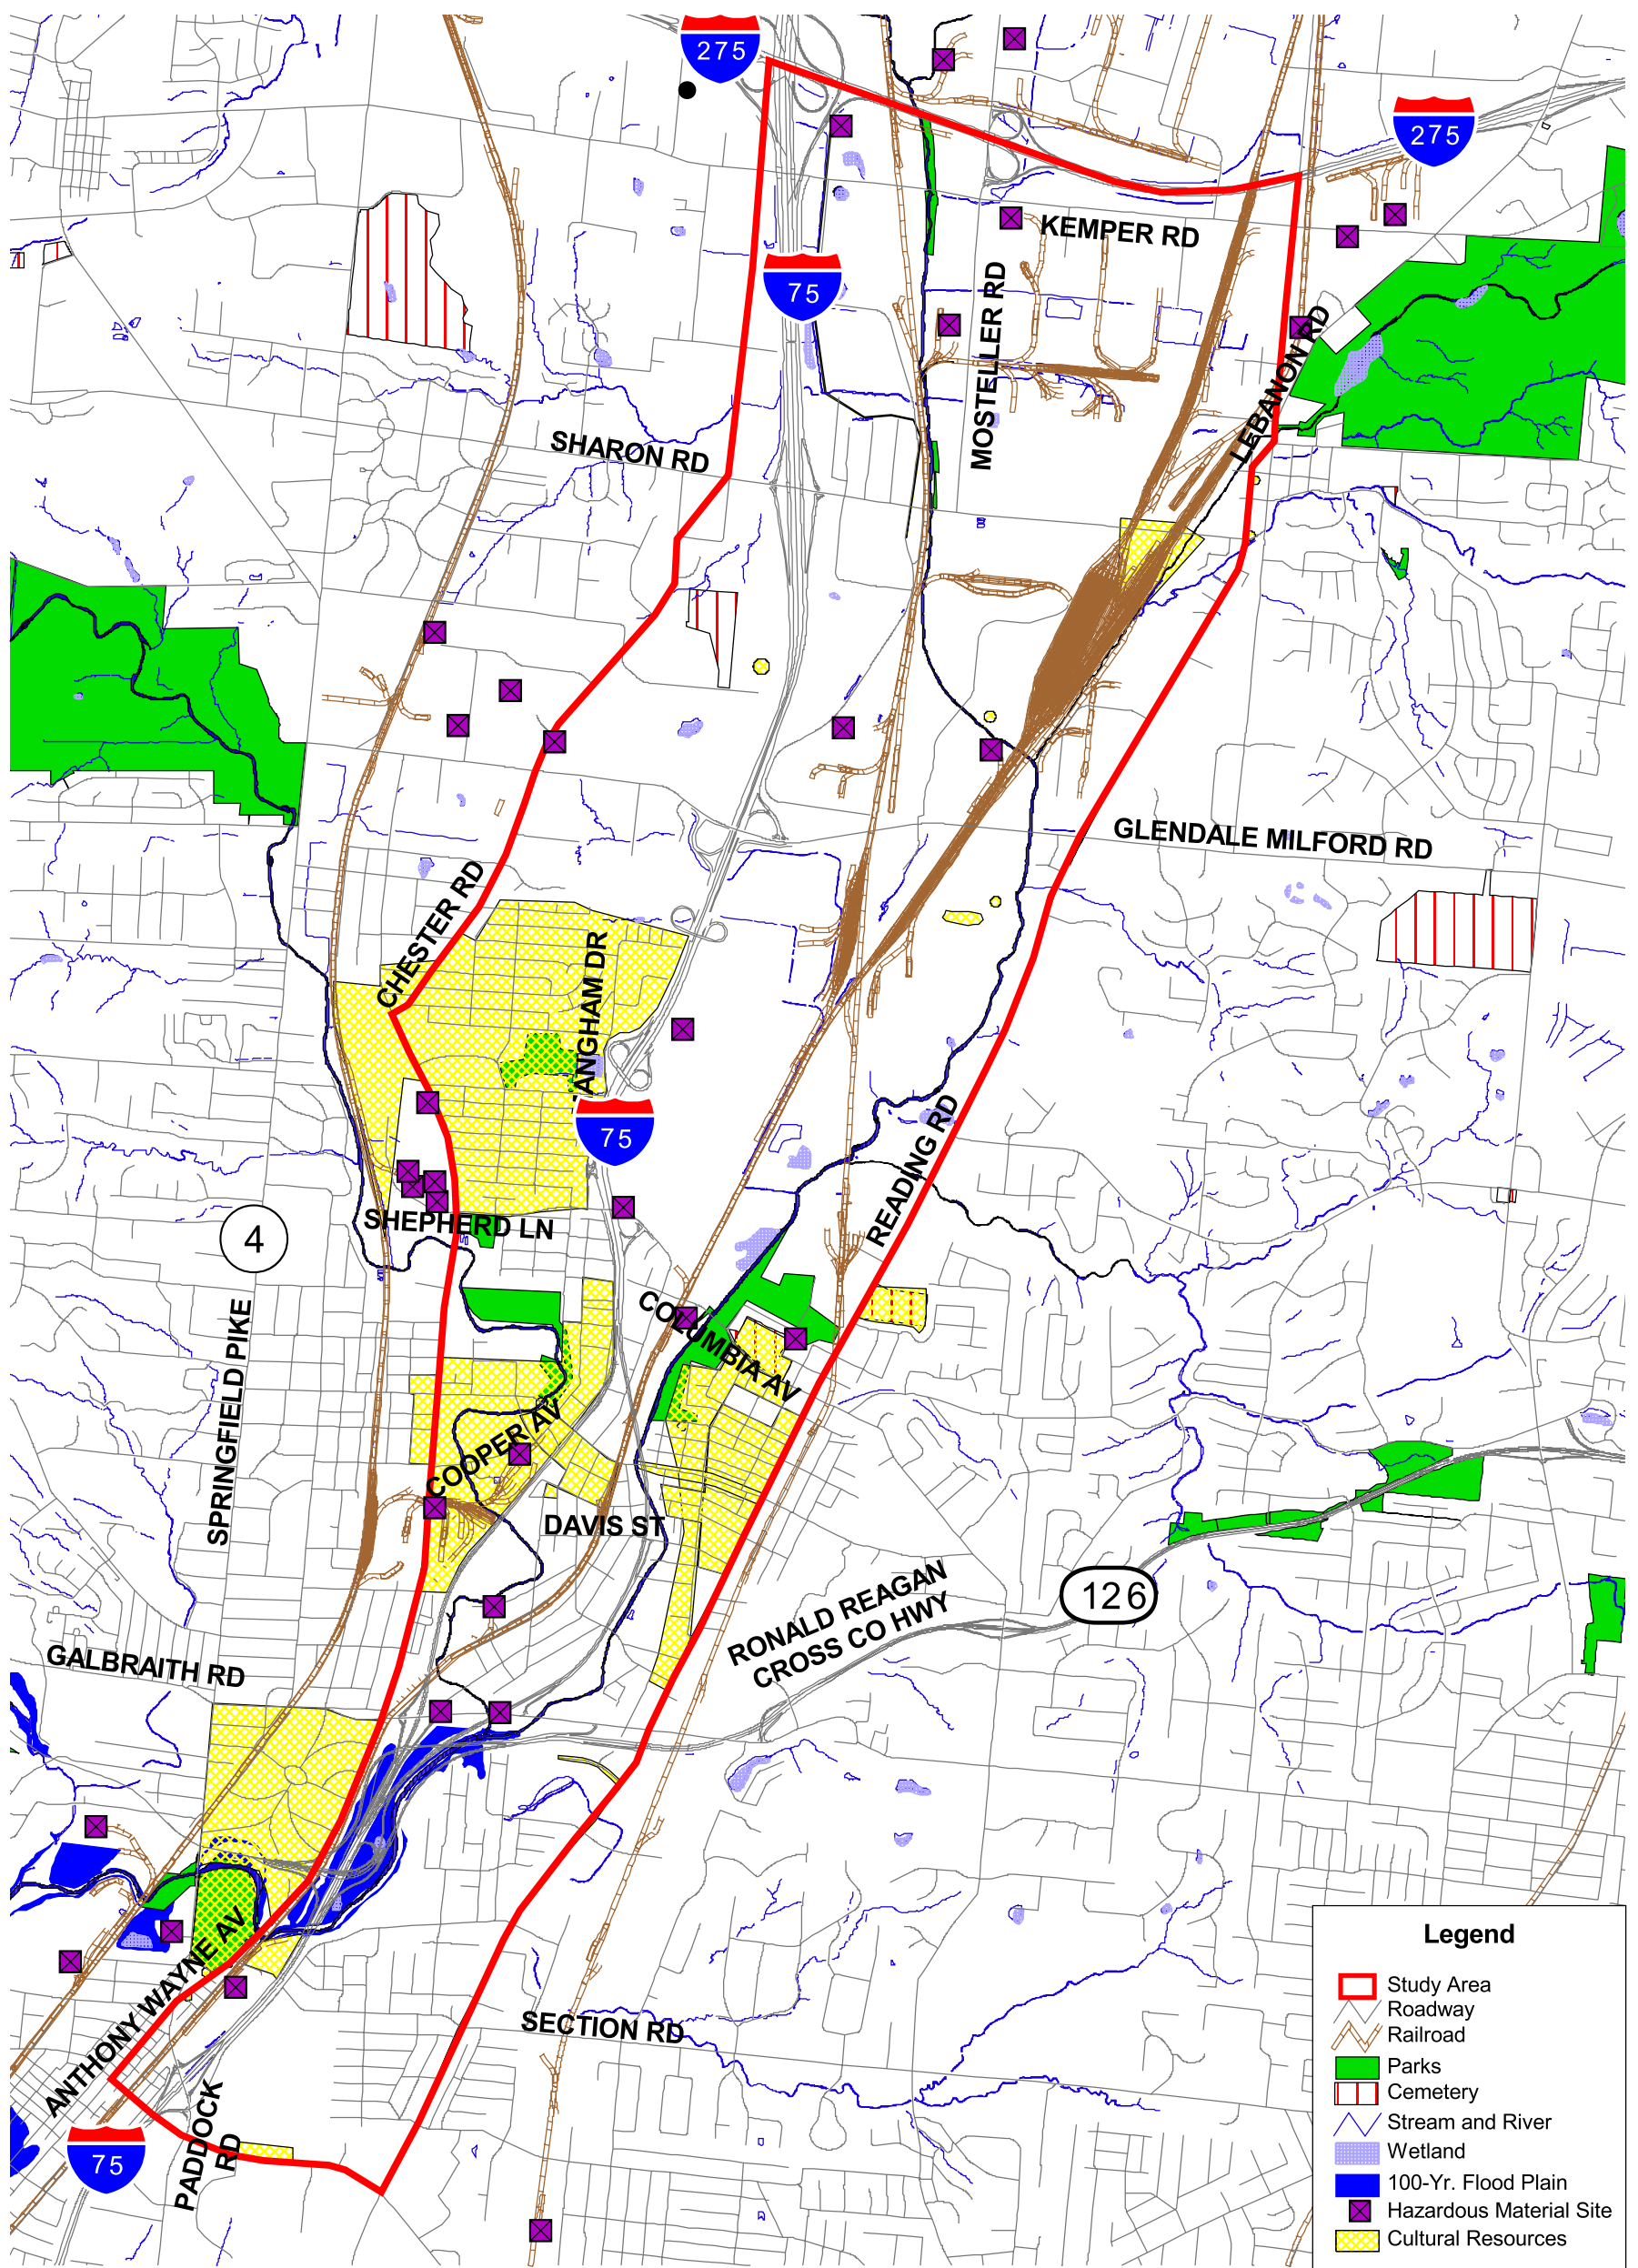 275
275
KEMPER RD
75
MOSTELLER RD
LEBANON RD
SHARON RD
GLENDALE MILFORD RD
CHESTER RD
ANGHAM DR
75
READING RD
SHEPHERD LN
4
COLUMBIA AV
SPRINGFIELD PIKE
COOPER AV
DAVIS ST
126
RONALD REAGAN
CROSS CO HWY
GALBRAITH RD
ANTHONY WAYNE AV
SECTION RD
PADDOCK
RD
75
Legend
Study Area
Roadway
Railroad
Parks
Cemetery
Stream and River
Wetland
100-Yr. Flood Plain
Hazardous Material Site
Cultural Resources